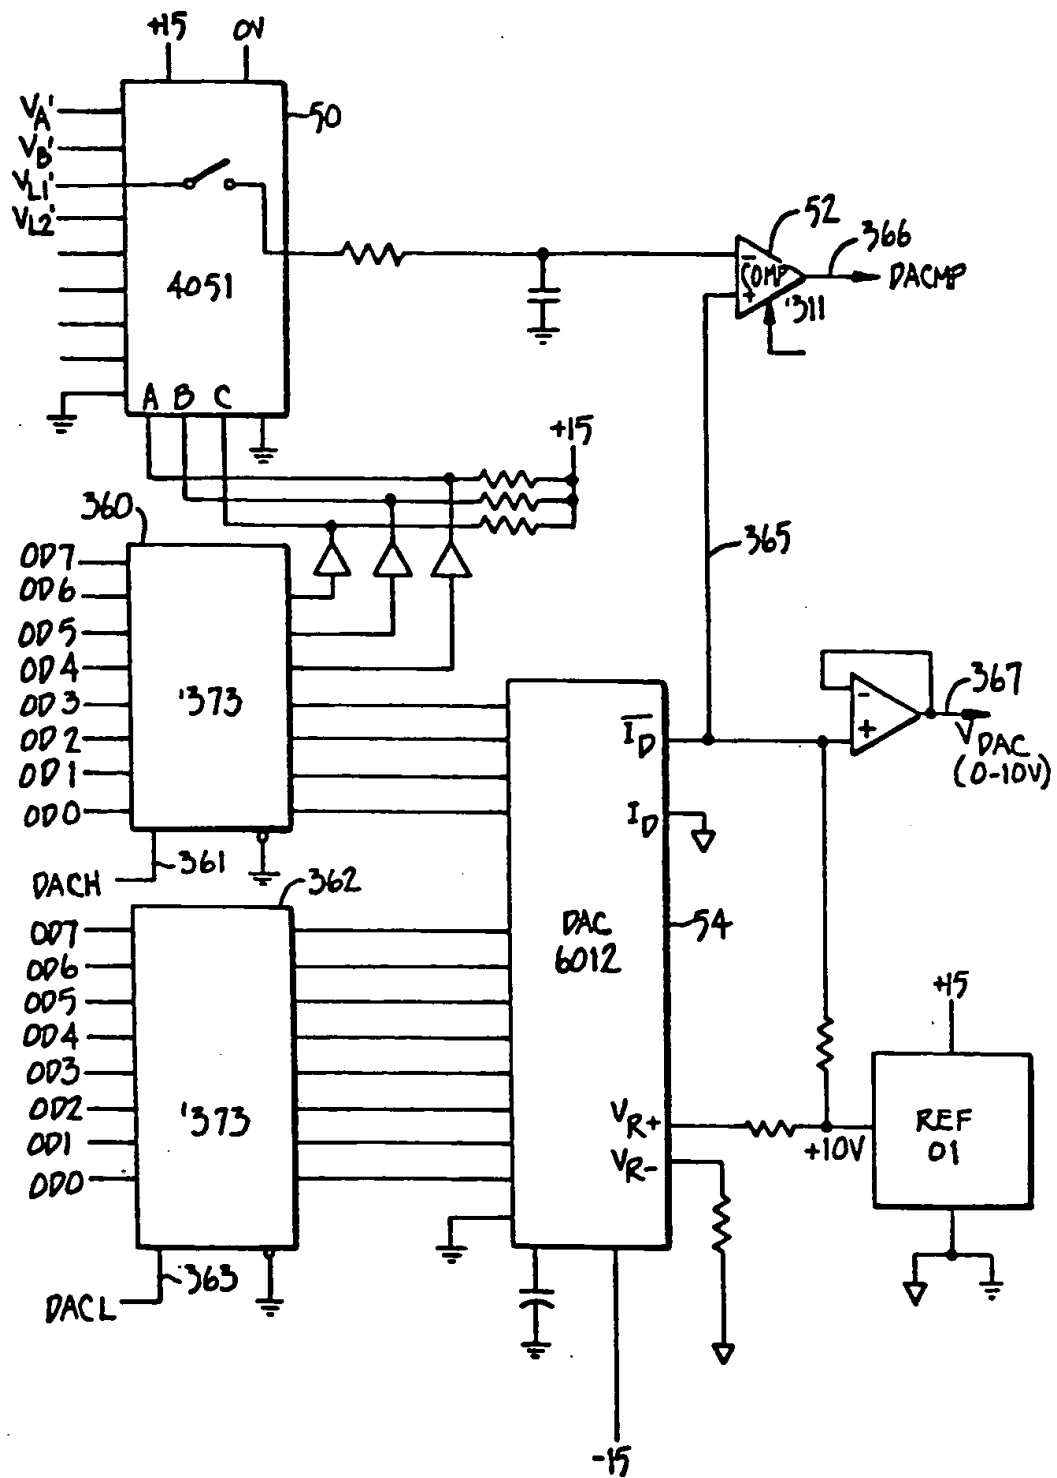 +15
0V
VA'
VB'
VL1'
VL2'
50
4051
A B C
52
-
COMP
+
'311
366
DACMP
+15
360
OD7
OD6
OD5
OD4
OD3
OD2
OD1
OD0
'373
DACH
361
362
365
-
+
367
VDAC
(0-10V)
ID
ID
DAC
6012
54
VR+
VR-
+10V
+15
REF
01
OD7
OD6
OD5
OD4
OD3
OD2
OD1
OD0
'373
DACL
363
-15